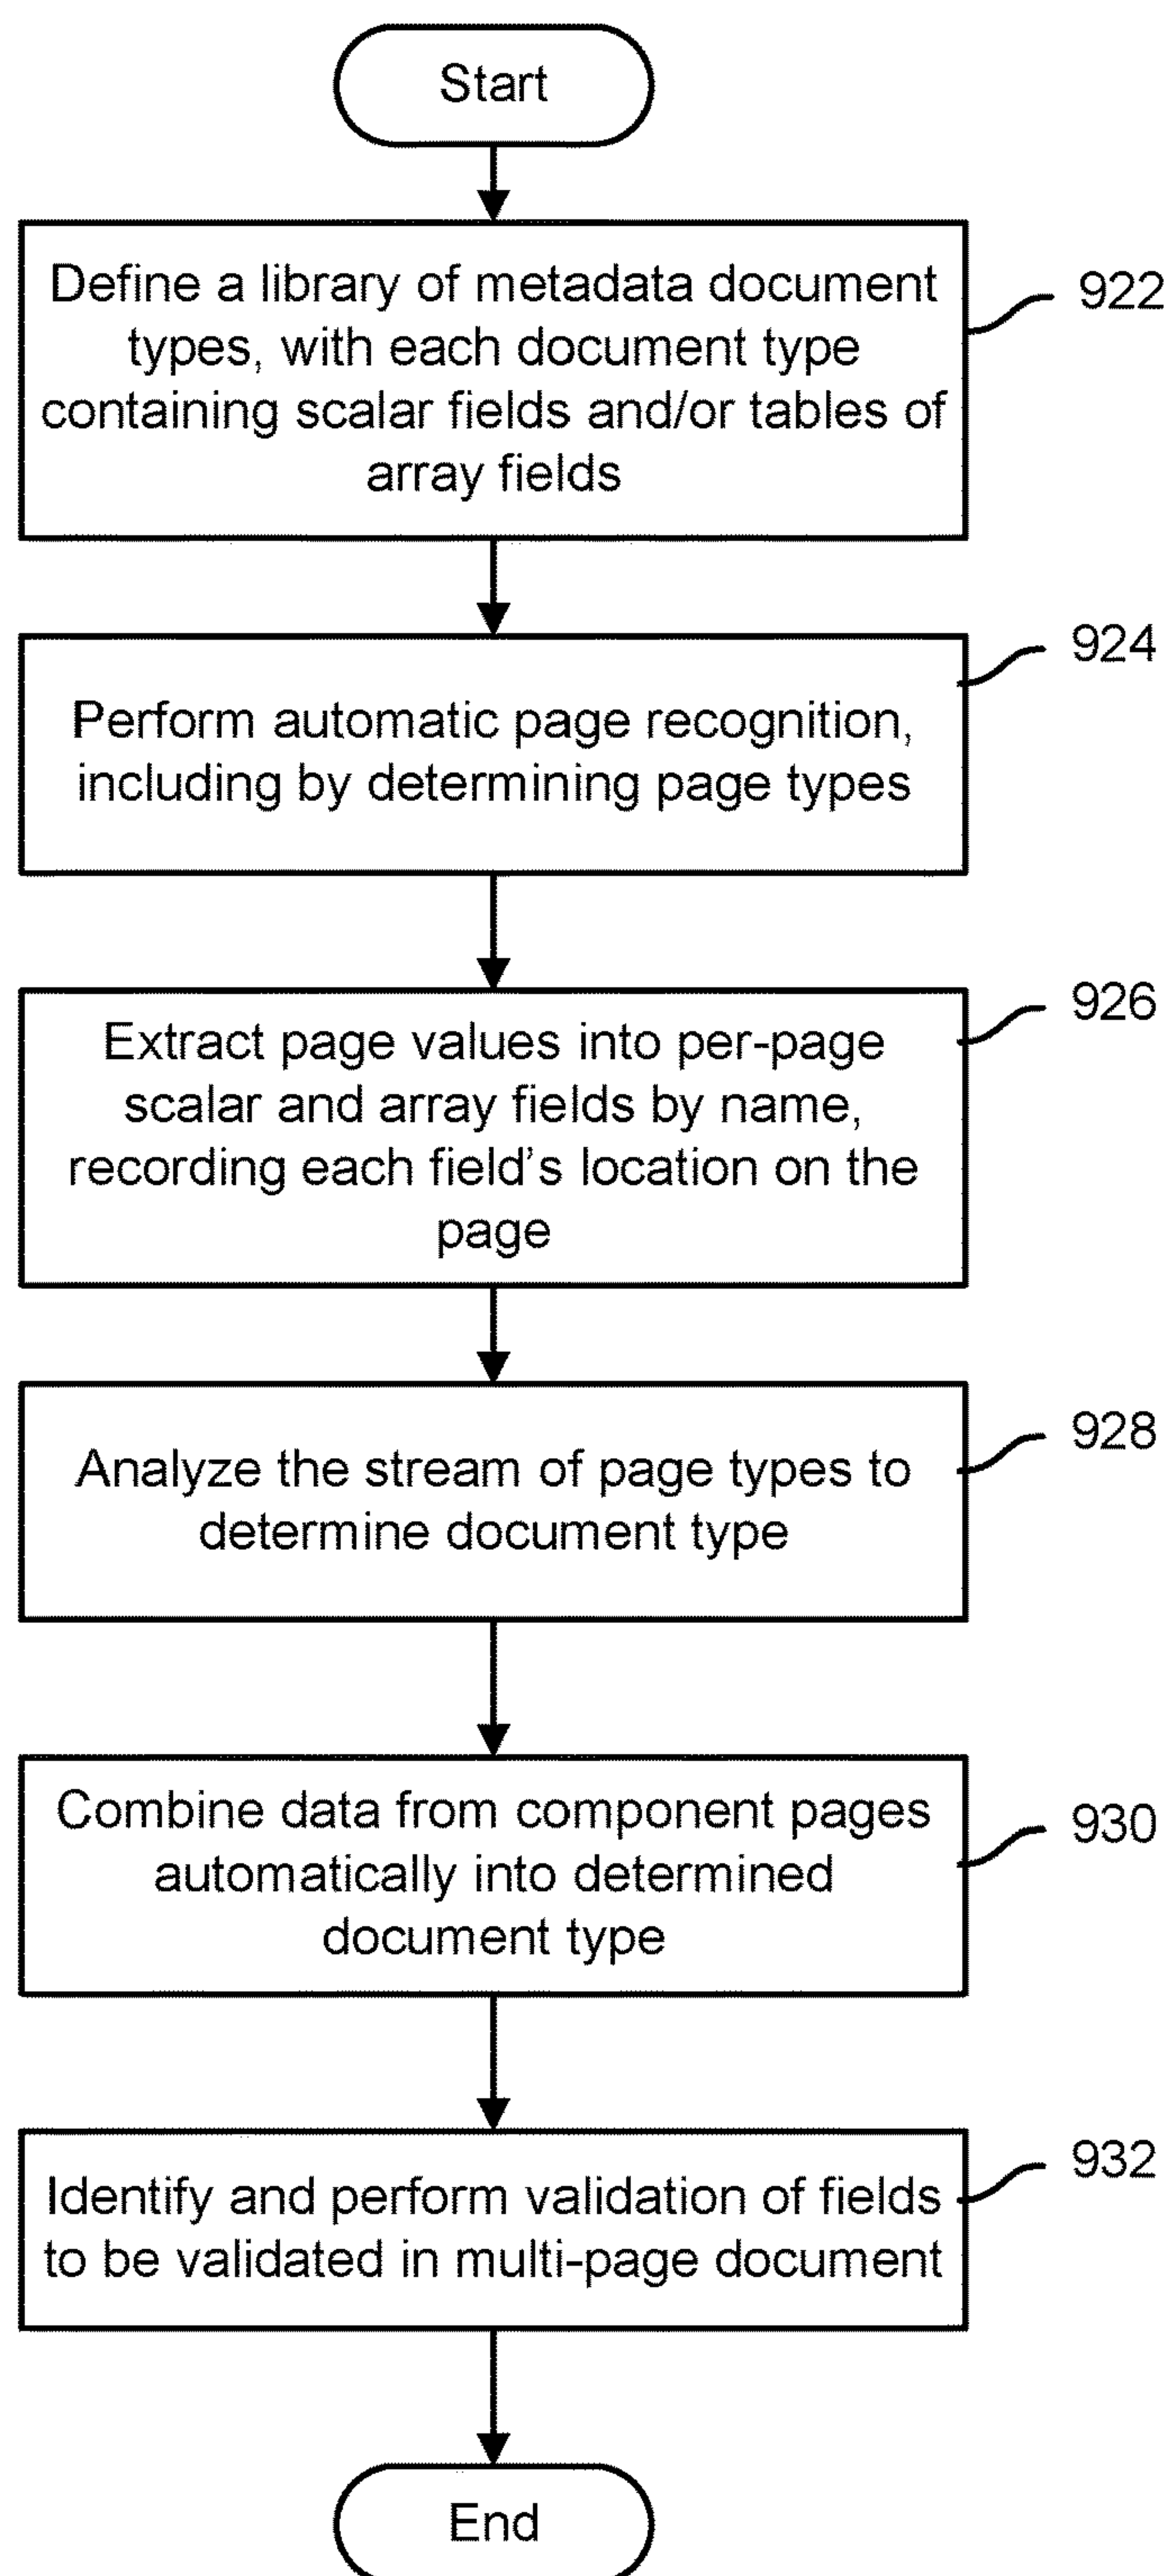 Start
Define a library of metadata document
types, with each document type
containing scalar fields and/or tables of
array fields
922
Perform automatic page recognition,
including by determining page types
924
Extract page values into per-page
scalar and array fields by name,
recording each field's location on the
page
926
Analyze the stream of page types to
determine document type
928
Combine data from component pages
automatically into determined
document type
930
Identify and perform validation of fields
to be validated in multi-page document
932
End